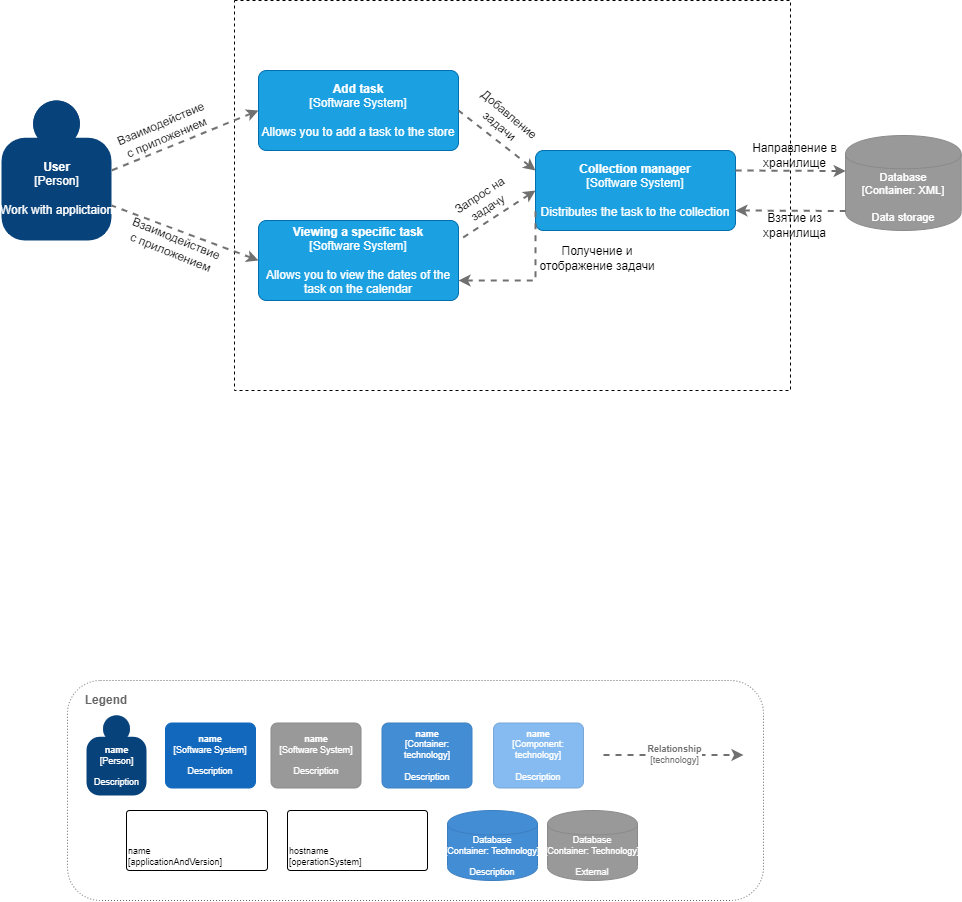 Add task
[Software System]
Allows you to add a task to the store
Добавление
задачи
Взаимодействие
с приложением
User
[Person]
Work with applictaion
Взаимодействие
с приложением
Viewing a specific task
[Software System]
Allows you to view the dates of the
task on the calendar
Запрос на
задачу
Collection manager
[Software System]
Distributes the task to the collection
Получение и
отображение задачи
Направление в
хранилище
Взятие из
хранилища
Database
[Container: XML]
Data storage
Legend
name
[Person]
Description
name
[Software System]
Description
name
[Software System]
Description
name
[Container:
technology]
Description
name
[Component:
technology]
Description
Relationship
[technology]
name
[applicationAndVersion]
hostname
[operationSystem]
Database
[Container: Technology]
Description
Database
[Container: Technology]
External